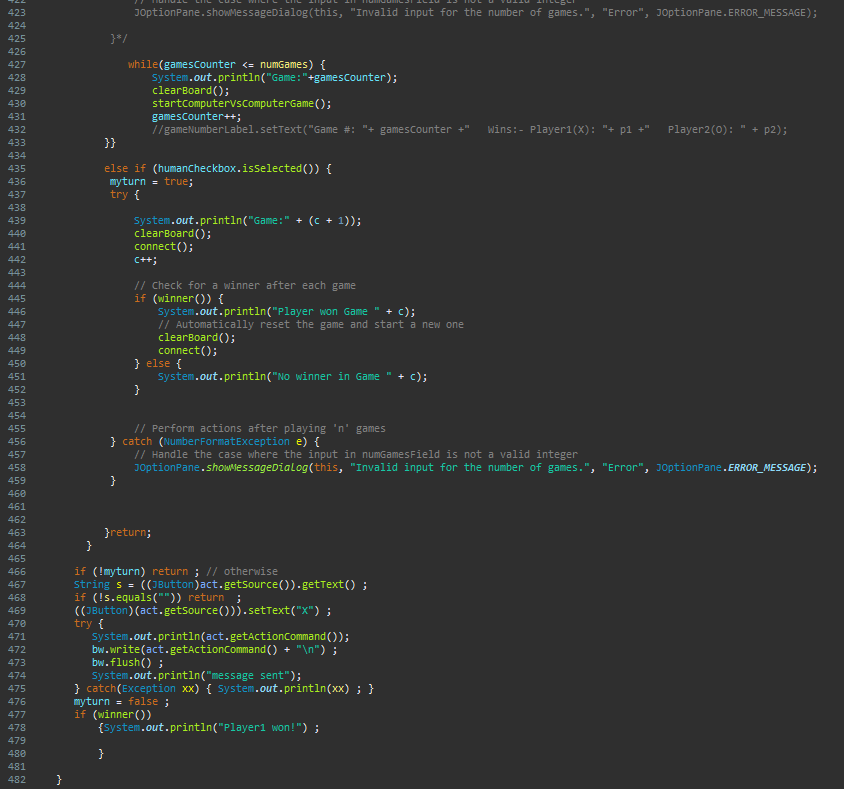 422 // Handle the case where the input in numGamesField is not a valid integer
423 JOptionPane.showMessageDialog(this, "Invalid input for the number of games.", "Error", JOptionPane.ERROR_MESSAGE);
424
425 }*/
426
427 while(gamesCounter <= numGames) {
428 System.out.println("Game:"+gamesCounter);
429 clearBoard();
430 startComputerVsComputerGame();
431 gamesCounter++;
432 //gameNumberLabel.setText("Game #: "+ gamesCounter +"   Wins:- Player1(X): "+ p1 +"   Player2(O): " + p2);
433 }}
434
435 else if (humanCheckbox.isSelected()) {
436 myturn = true;
437 try {
438
439 System.out.println("Game:" + (c + 1));
440 clearBoard();
441 connect();
442 c++;
443
444 // Check for a winner after each game
445 if (winner()) {
446 System.out.println("Player won Game " + c);
447 // Automatically reset the game and start a new one
448 clearBoard();
449 connect();
450 } else {
451 System.out.println("No winner in Game " + c);
452 }
453
454
455 // Perform actions after playing 'n' games
456 } catch (NumberFormatException e) {
457 // Handle the case where the input in numGamesField is not a valid integer
458 JOptionPane.showMessageDialog(this, "Invalid input for the number of games.", "Error", JOptionPane.ERROR_MESSAGE);
459 }
460
461
462
463 }return;
464 }
465
466 if (!myturn) return ; // otherwise
467 String s = ((JButton)act.getSource()).getText() ;
468 if (!s.equals("")) return  ;
469 ((JButton)(act.getSource())).setText("X") ;
470 try {
471 System.out.println(act.getActionCommand());
472 bw.write(act.getActionCommand() + "\n") ;
473 bw.flush() ;
474 System.out.println("message sent");
475 } catch(Exception xx) { System.out.println(xx) ; }
476 myturn = false ;
477 if (winner())
478 {System.out.println("Player1 won!") ;
479
480 }
481
482 }